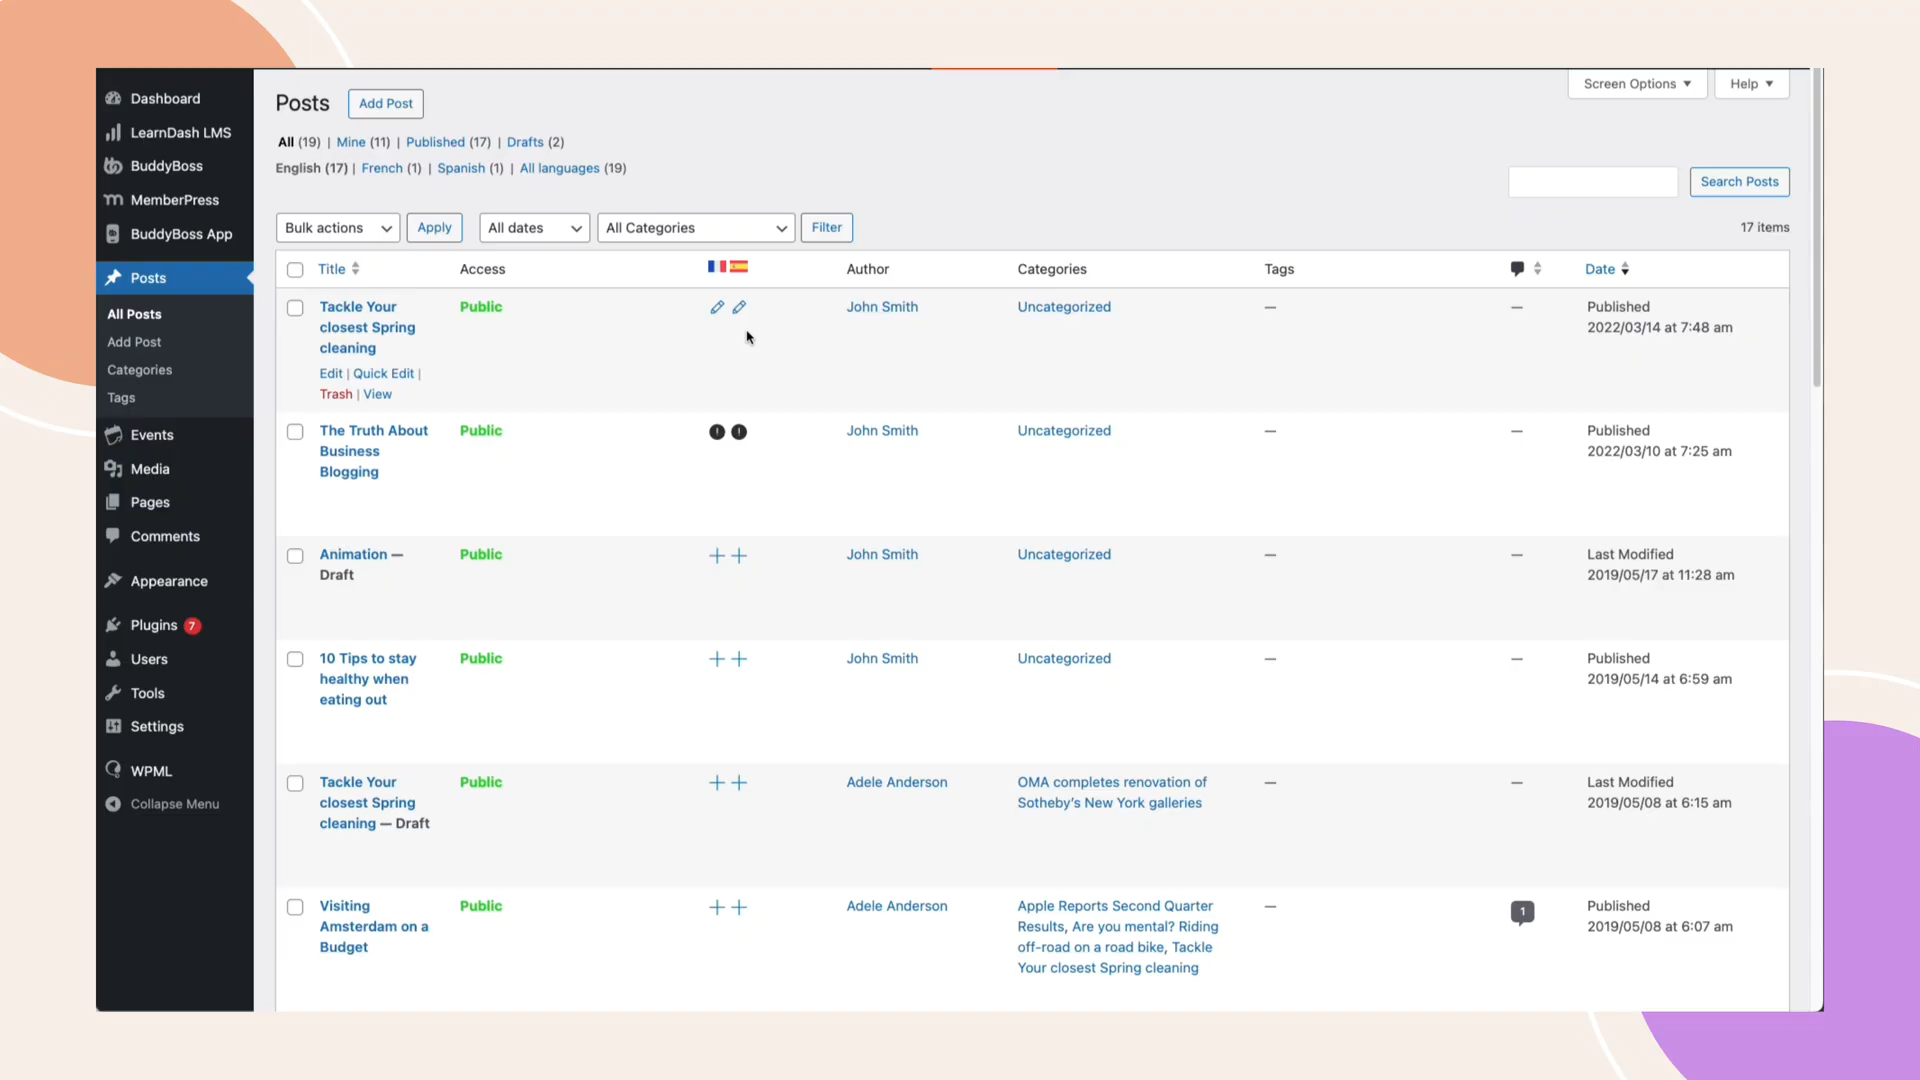 Dashboard
LearnDash LMS
BuddyBoss
MemberPress
BuddyBoss App
Posts
All Posts
Add Post
Categories
Tags
Events
Media
Pages
Comments
Appearance
Plugins 7
Users
Tools
Settings
WPML
Collapse Menu
Posts Add Post
Screen Options Help
All (19) | Mine (11) | Published (17) | Drafts (2)
English (17) | French (1) | Spanish (1) | All languages (19)
Search Posts
Bulk actions Apply All dates All Categories Filter
17 items
Title Access Author Categories Tags Date
Tackle Your
closest Spring
cleaning
Edit | Quick Edit |
Trash | View
Public
John Smith
Uncategorized
—
—
Published
2022/03/14 at 7:48 am
The Truth About
Business
Blogging
Public
John Smith
Uncategorized
—
—
Published
2022/03/10 at 7:25 am
Animation —
Draft
Public
John Smith
Uncategorized
—
—
Last Modified
2019/05/17 at 11:28 am
10 Tips to stay
healthy when
eating out
Public
John Smith
Uncategorized
—
—
Published
2019/05/14 at 6:59 am
Tackle Your
closest Spring
cleaning — Draft
Public
Adele Anderson
OMA completes renovation of
Sotheby's New York galleries
—
—
Last Modified
2019/05/08 at 6:15 am
Visiting
Amsterdam on a
Budget
Public
Adele Anderson
Apple Reports Second Quarter
Results, Are you mental? Riding
off-road on a road bike, Tackle
Your closest Spring cleaning
—
1
Published
2019/05/08 at 6:07 am